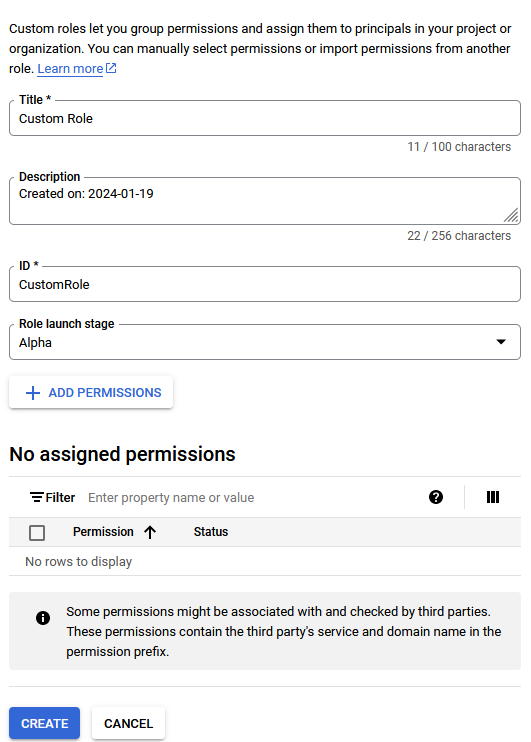 Custom roles let you group permissions and assign them to principals in your project or
organization. You can manually select permissions or import permissions from another
role. Learn more
Title *
Custom Role
11 / 100 characters
Description
Created on: 2024-01-19
22 / 256 characters
ID *
CustomRole
Role launch stage
Alpha
ADD PERMISSIONS
No assigned permissions
Filter Enter property name or value
Permission Status
No rows to display
Some permissions might be associated with and checked by third parties.
These permissions contain the third party's service and domain name in the
permission prefix.
CREATE CANCEL